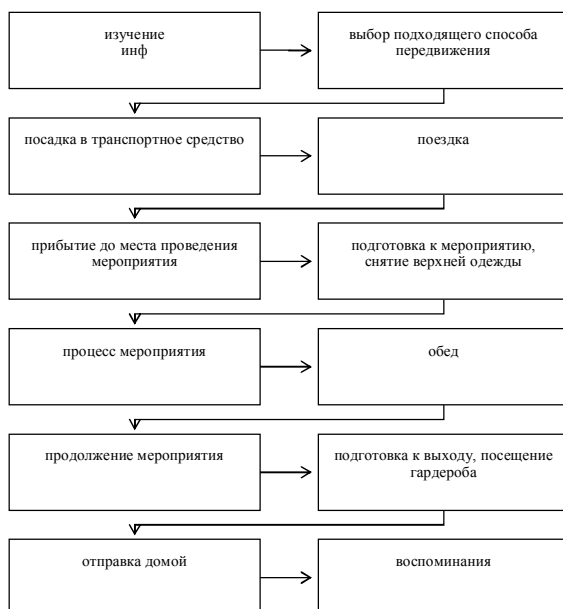 изучение
инф
выбор подходящего способа
передвижения
посадка в транспортное средство
поездка
прибытие до места проведения
мероприятия
подготовка к мероприятию,
снятие верхней одежды
процесс мероприятия
обед
продолжение мероприятия
подготовка к выходу, посещение
гардероба
отправка домой
воспоминания